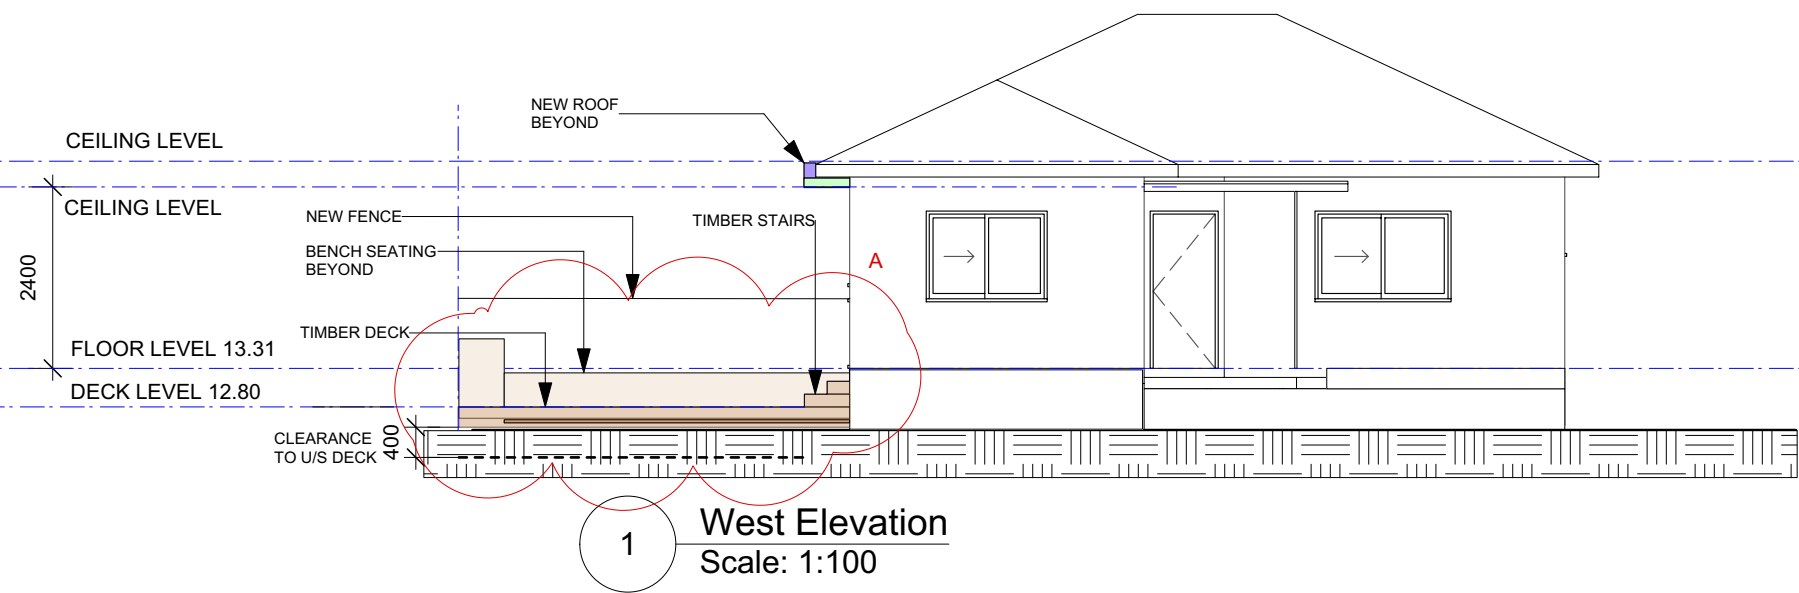 NEW ROOF
BEYOND
CEILING LEVEL
CEILING LEVEL
NEW FENCE
TIMBER STAIRS
BENCH SEATING
BEYOND
A
2400
TIMBER DECK
FLOOR LEVEL 13.31
DECK LEVEL 12.80
CLEARANCE
TO U/S DECK
400
1
West Elevation
Scale: 1:100